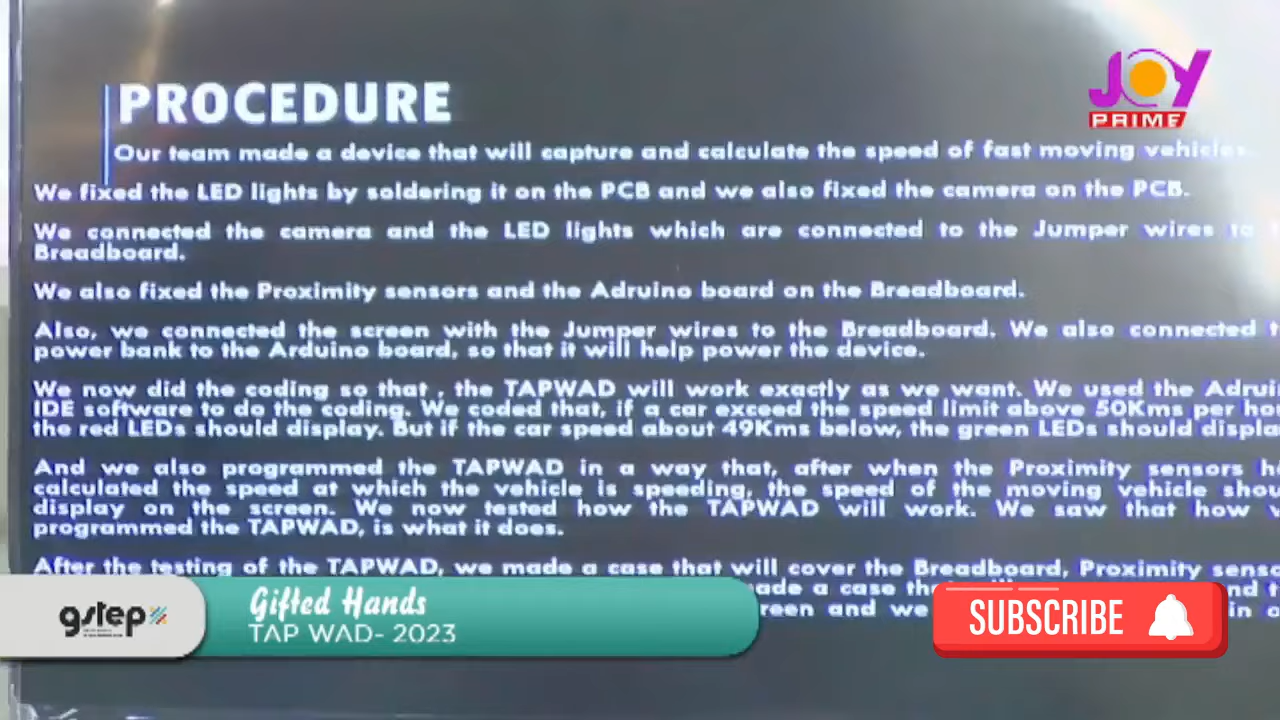 JOY
PRIME
PROCEDURE
Our team made a device that will capture and calculate the speed of fast moving vehicles.
We fixed the LED lights by soldering it on the PCB and we also fixed the camera on the PCB.
We connected the camera and the LED lights which are connected to the Jumper wires to
Breadboard.
We also fixed the Proximity sensors and the Adruino board on the Breadboard.
Also, we connected the screen with the Jumper wires to the Breadboard. We also connected
power bank to the Arduino board, so that it will help power the device.
We now did the coding so that , the TAPWAD will work exactly as we want. We used the
IDE software to do the coding. We coded that, if a car exceed the speed limit above 50Kms per
the red LEDs should display. But if the car speed about 49Kms below, the green LEDs should
And we also programmed the TAPWAD in a way that, after when the Proximity sensors
calculated the speed at which the vehicle is speeding, the speed of the moving vehicle
display on the screen. We now tested how the TAPWAD will work. We saw that how
programmed the TAPWAD, is what it does.
After the testing of the TAPWAD, we made a case that will cover the Breadboard, Proximity
a case
and we
gstep
Gifted Hands
TAP WAD- 2023
SUBSCRIBE